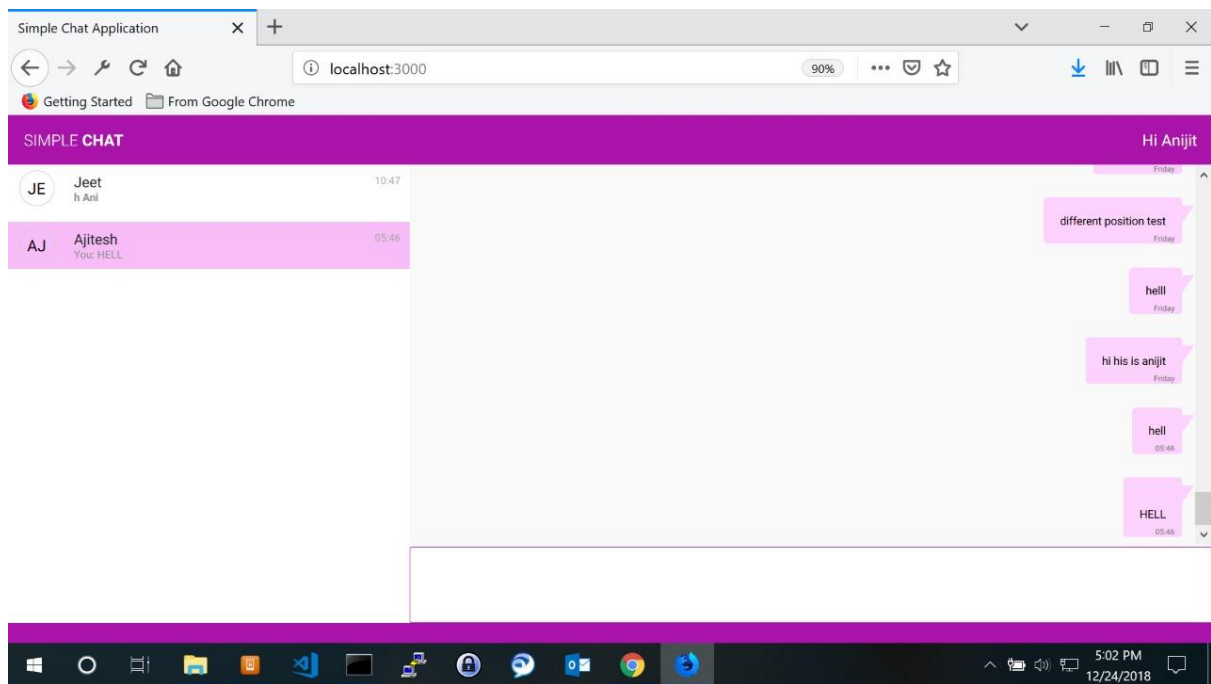 Simple Chat Application
localhost:3000
90%
Getting Started
From Google Chrome
SIMPLE CHAT
Hi Anijit
JE
Jeet
10:47
h Ani
AJ
Ajitesh
05:46
You: HELL
Friday
different position test
Friday
helll
Friday
hi his is anijit
Friday
hell
05:46
HELL
05:46
5:02 PM
12/24/2018